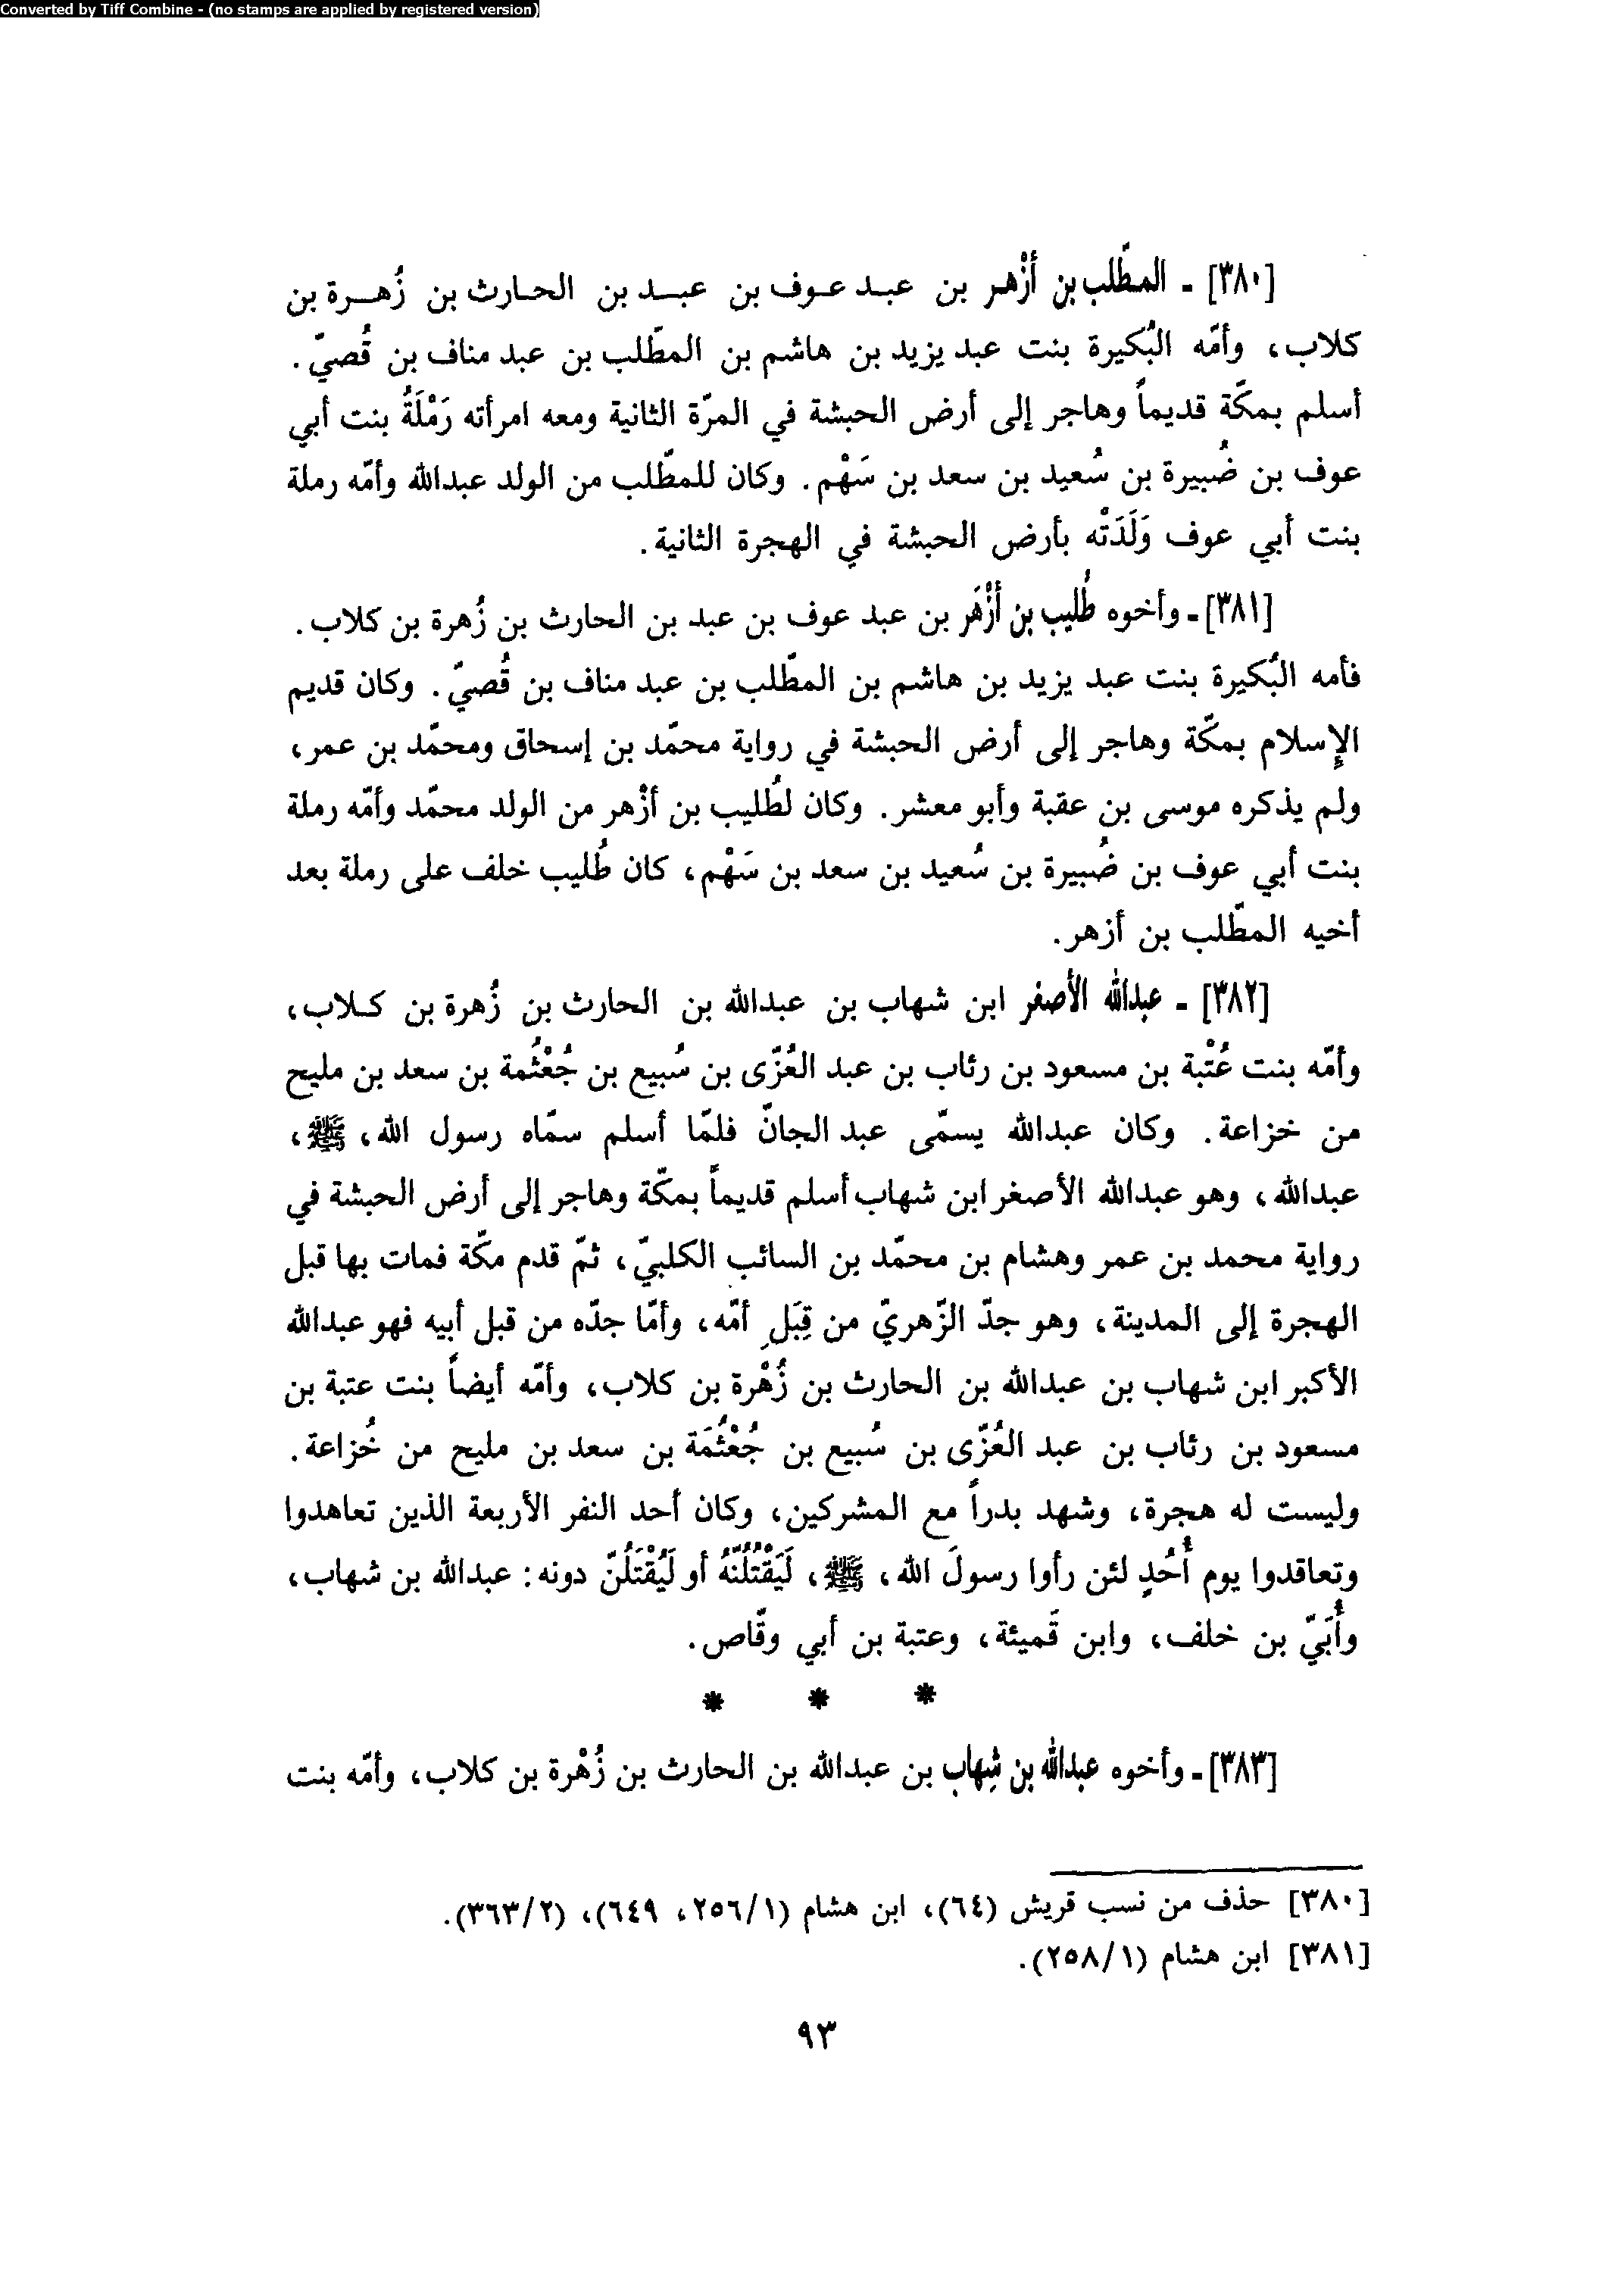 Converted by Tiff Combine - (no stamps are applied by registered version)
[٣٨٠] ـ المطّلب بن أزْهر بن عبد عوف بن عبد بن الحارث بن زُهرة بن
كلاب، وأمّه البُكيرة بنت عبد يزيد بن هاشم بن المطّلب بن عبد مناف بن قُصيّ.
أسلم بمكّة قديماً وهاجر إلى أرض الحبشة في المرّة الثانية ومعه امرأته رَمْلَةُ بنت أبي
عوف بن ضُبيرة بن سُعيد بن سعد بن سَهْم. وكان للمطّلب من الولد عبدالله وأمّه رملة
بنت أبي عوف وَلَدَتْه بأرض الحبشة في الهجرة الثانية.
[٣٨١] ـ وأخوه طُليب بن أزْهَر بن عبد عوف بن عبد بن الحارث بن زُهرة بن كلاب.
فأمه البُكيرة بنت عبد يزيد بن هاشم بن المطّلب بن عبد مناف بن قُصيّ. وكان قديم
الإسلام بمكّة وهاجر إلى أرض الحبشة في رواية محمّد بن إسحاق ومحمّد بن عمر،
ولم يذكره موسى بن عقبة وأبو معشر. وكان لطُليب بن أزْهر من الولد محمّد وأمّه رملة
بنت أبي عوف بن ضُبيرة بن سُعيد بن سعد بن سَهْم، كان طُليب خلف على رملة بعد
أخيه المطّلب بن أزهر.
[٣٨٢] ـ عبدالله الأصغر ابن شهاب بن عبدالله بن الحارث بن زُهرة بن كلاب،
وأمّه بنت عُتْبة بن مسعود بن رئاب بن عبد العُزّى بن سُبيع بن جُعْثُمة بن سعد بن مليح
من خزاعة. وكان عبدالله يسمّى عبد الجانّ فلمّا أسلم سمّاه رسول الله، ﷺ،
عبدالله، وهو عبدالله الأصغر ابن شهاب أسلم قديماً بمكّة وهاجر إلى أرض الحبشة في
رواية محمد بن عمر وهشام بن محمّد بن السائب الكلبيّ، ثمّ قدم مكّة فمات بها قبل
الهجرة إلى المدينة، وهو جدّ الزّهريّ من قِبَلِ أمّه، وأمّا جدّه من قبل أبيه فهو عبدالله
الأكبر ابن شهاب بن عبدالله بن الحارث بن زُهْرة بن كلاب، وأمّه أيضاً بنت عتبة بن
مسعود بن رئاب بن عبد العُزّى بن سُبيع بن جُعْثُمَة بن سعد بن مليح من خُزاعة.
وليست له هجرة، وشهد بدراً مع المشركين، وكان أحد النفر الأربعة الذين تعاهدوا
وتعاقدوا يوم أُحُدٍ لئن رأوا رسولَ الله، ﷺ، لَيَقْتُلُنّهُ أو لَيُقْتَلُنّ دونه: عبدالله بن شهاب،
وأُبَيّ بن خلف، وابن قَميئة، وعتبة بن أبي وقّاص.
* * *
[٣٨٣] ـ وأخوه عبدالله بن شِهاب بن عبدالله بن الحارث بن زُهْرة بن كلاب، وأمّه بنت
[٣٨٠] حذف من نسب قريش (٦٤)، ابن هشام (٢٥٦/١، ٦٤٩)، (٣٦٣/٢).
[٣٨١] ابن هشام (٢٥٨/١).
٩٣